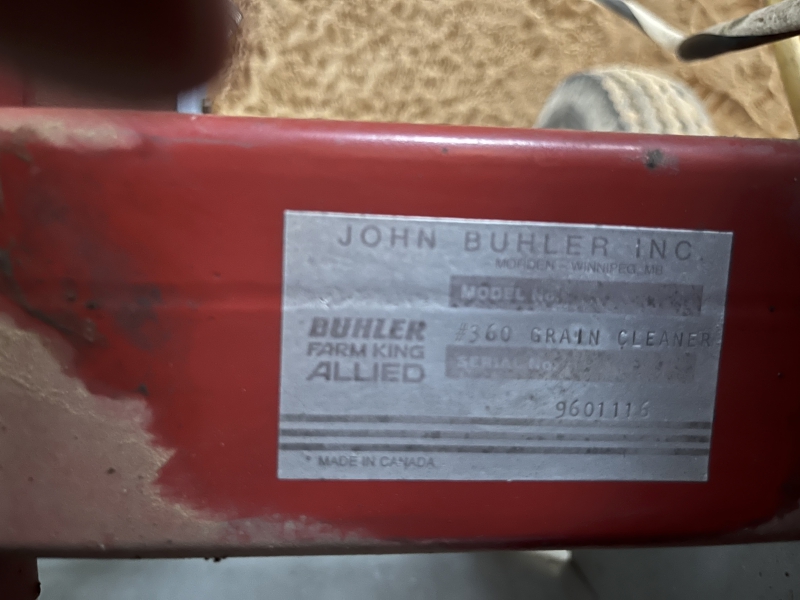 JOHN BUHLER INC.
MORDEN - WINNIPEG, MB
MODEL No.
#360 GRAIN CLEANER
BUHLER
FARM KING
ALLIED
SERIAL No.
9601116
* MADE IN CANADA